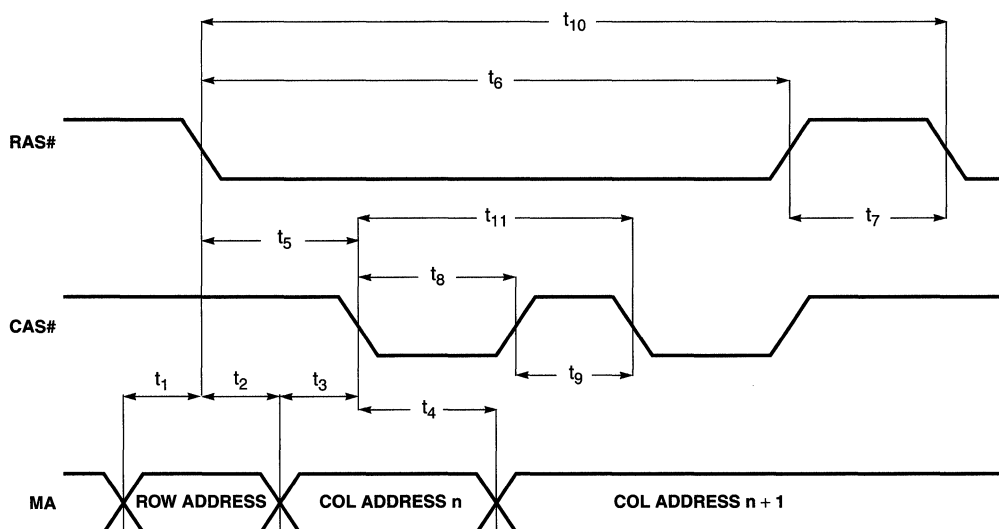 t10
t6
RAS#
t7
t11
t5
t8
CAS#
t9
t1 t2 t3
t4
MA ROW ADDRESS COL ADDRESS n COL ADDRESS n + 1